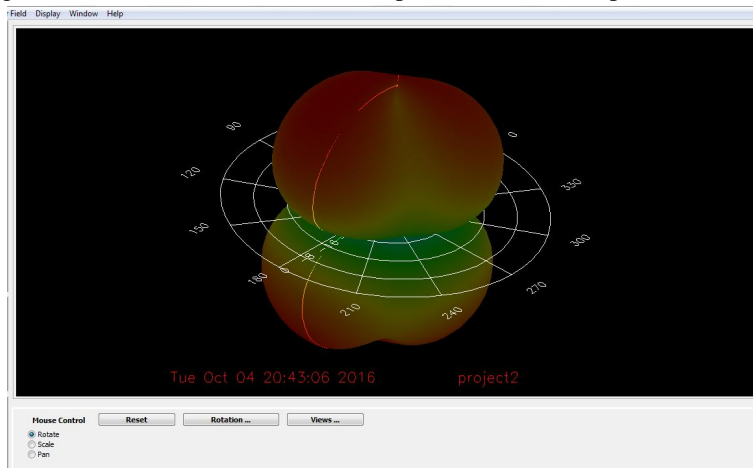 Field Display Window Help
90
0
120
330
150
300
180
0
270
210
240
Tue Oct 04 20:43:06 2016 project2
Mouse Control Reset Rotation ... Views ...
Rotate
Scale
Pan